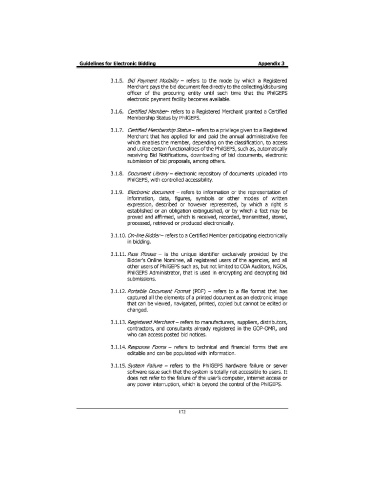 Guidelines for Electronic Bidding Appendix 3
3.1.5. Bid Payment Modality – refers to the mode by which a Registered
Merchant pays the bid document fee directly to the collecting/disbursing
officer of the procuring entity until such time that the PhilGEPS
electronic payment facility becomes available.
3.1.6. Certified Member– refers to a Registered Merchant granted a Certified
Membership Status by PhilGEPS.
3.1.7. Certified Membership Status– refers to a privilege given to a Registered
Merchant that has applied for and paid the annual administrative fee
which enables the member, depending on the classification, to access
and utilize certain functionalities of the PhilGEPS, such as, automatically
receiving Bid Notifications, downloading of bid documents, electronic
submission of bid proposals, among others.
3.1.8. Document Library – electronic repository of documents uploaded into
PhilGEPS, with controlled accessibility.
3.1.9. Electronic document – refers to information or the representation of
information, data, figures, symbols or other modes of written
expression, described or however represented, by which a right is
established or an obligation extinguished, or by which a fact may be
proved and affirmed, which is received, recorded, transmitted, stored,
processed, retrieved or produced electronically.
3.1.10. On-line Bidder – refers to a Certified Member participating electronically
in bidding.
3.1.11. Pass Phrase – is the unique identifier exclusively provided by the
Bidder's Online Nominee, all registered users of the agencies, and all
other users of PhilGEPS such as, but not limited to COA Auditors, NGOs,
PhilGEPS Administrator, that is used in encrypting and decrypting bid
submissions.
3.1.12. Portable Document Format (PDF) – refers to a file format that has
captured all the elements of a printed document as an electronic image
that can be viewed, navigated, printed, copied but cannot be edited or
changed.
3.1.13. Registered Merchant – refers to manufacturers, suppliers, distributors,
contractors, and consultants already registered in the GOP-OMR, and
who can access posted bid notices.
3.1.14. Response Forms – refers to technical and financial forms that are
editable and can be populated with information.
3.1.15. System Failure – refers to the PhilGEPS hardware failure or server
software issue such that the system is totally not accessible to users. It
does not refer to the failure of the user's computer, internet access or
any power interruption, which is beyond the control of the PhilGEPS.
172